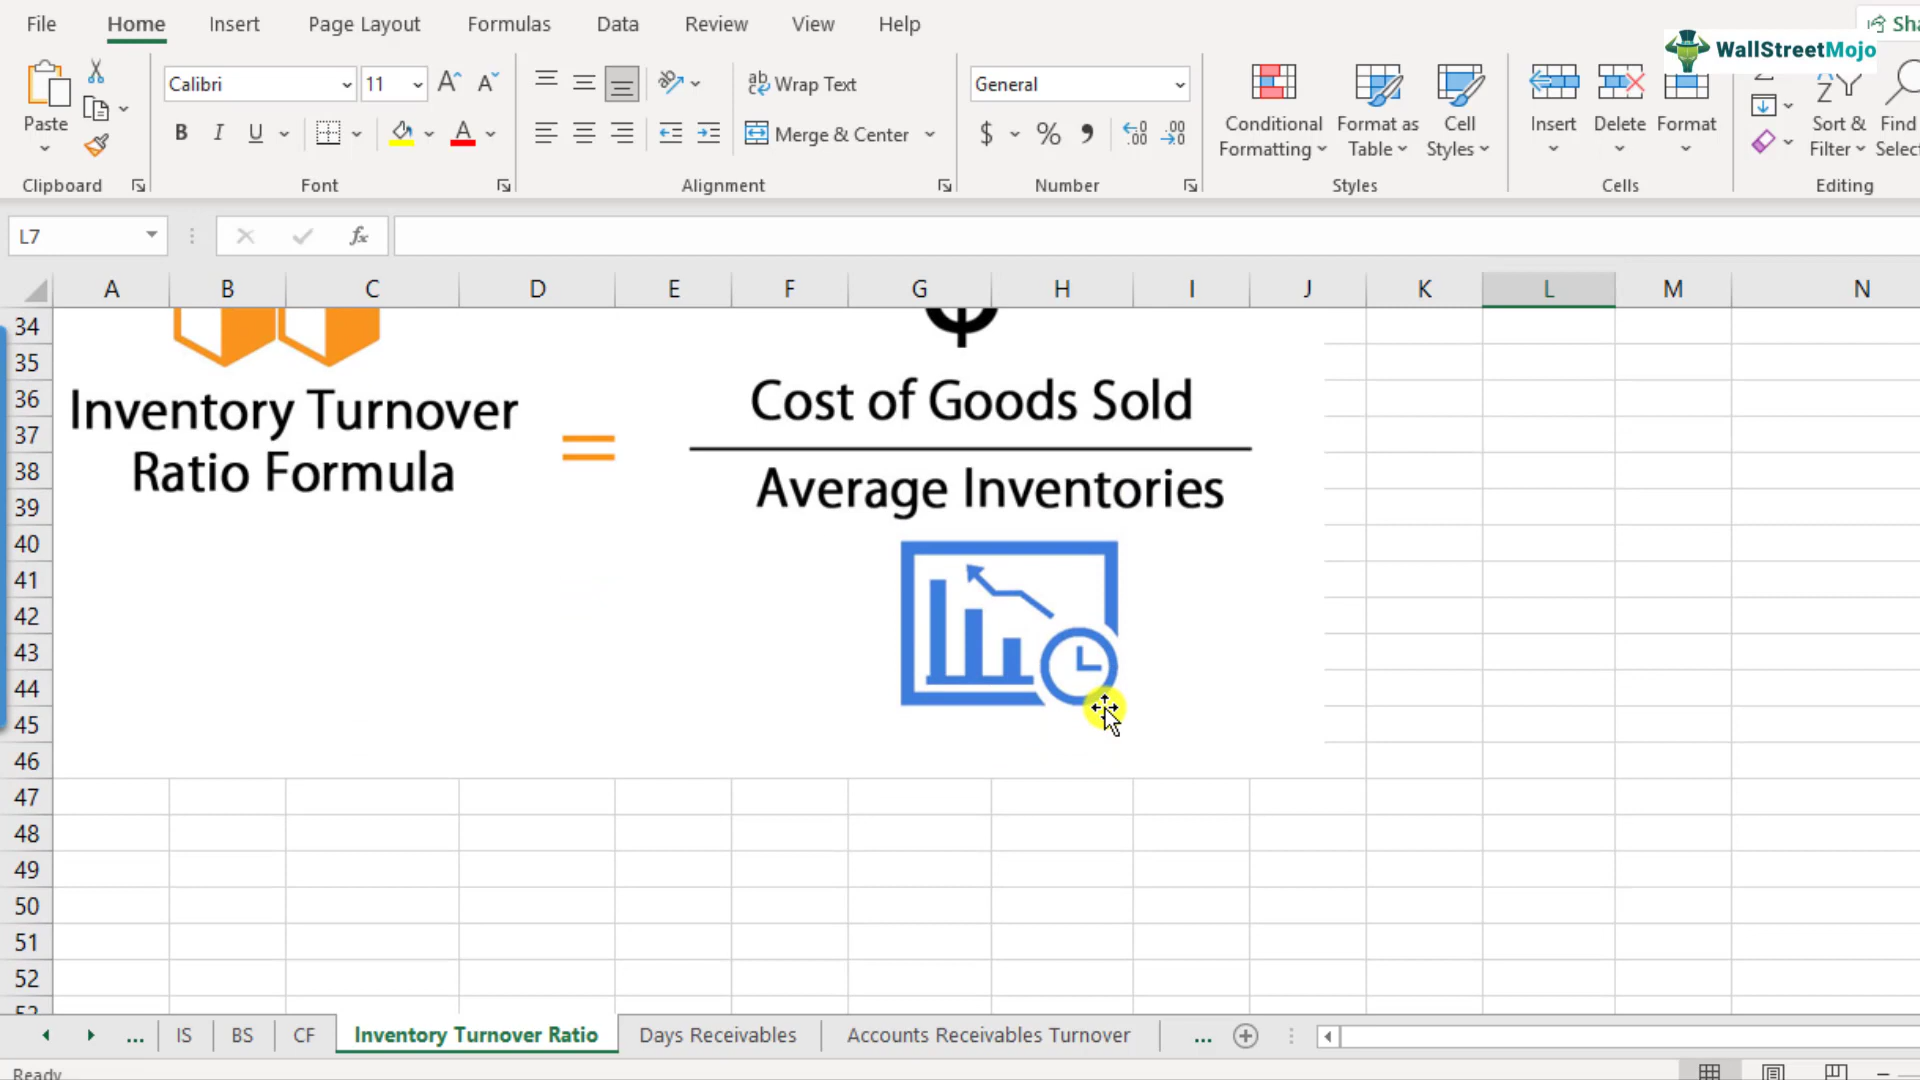 File Home Insert Page Layout Formulas Data Review View Help
WallStreetMojo
Calibri 11
Wrap Text
General
Paste
B I U A
Merge & Center
$ % 9 .00
Conditional Formatting
Format as Table
Cell Styles
Insert Delete Format
Sort & Filter
Find
Clipboard Font Alignment Number Styles Cells Editing
L7 fx
A B C D E F G H I J K L M N
34
35
36
37
38
39
40
41
42
43
44
45
46
47
48
49
50
51
52
Inventory Turnover
Ratio Formula
=
Cost of Goods Sold
Average Inventories
... IS BS CF Inventory Turnover Ratio Days Receivables Accounts Receivables Turnover ...
Ready